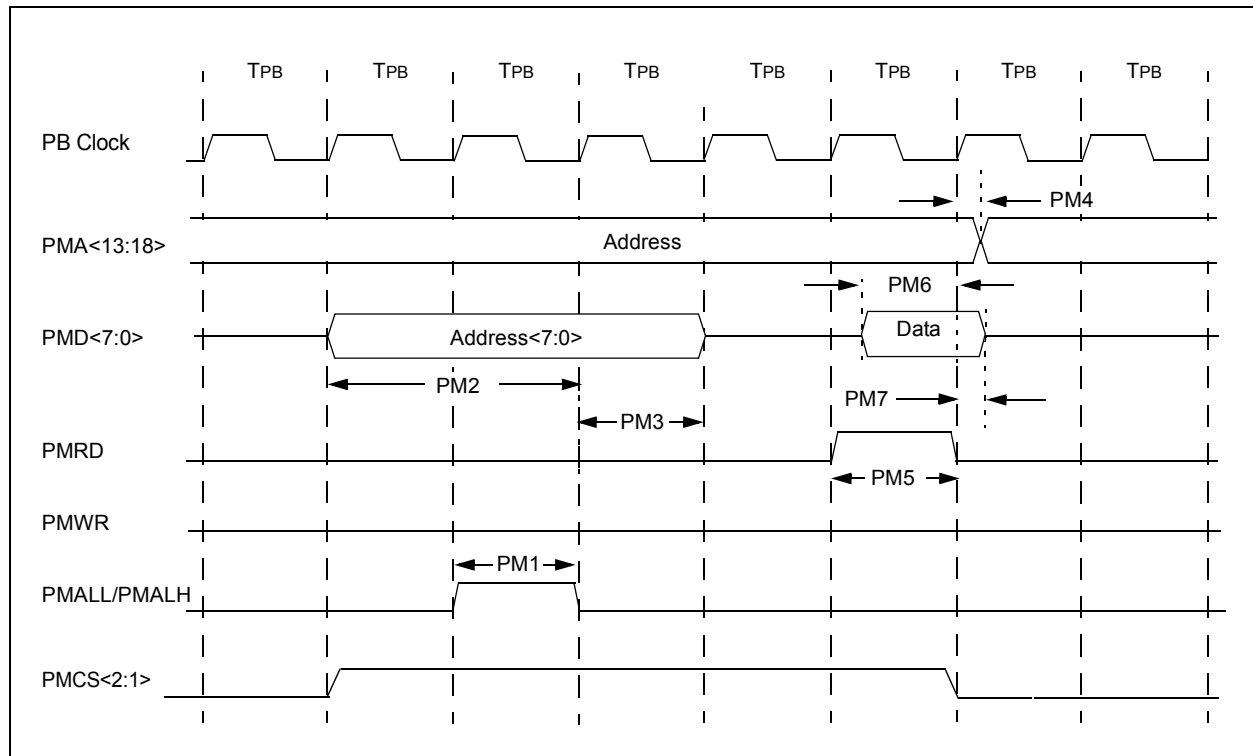 TPB TPB TPB TPB TPB TPB TPB TPB
PB Clock
PM4
PMA<13:18>
Address
PM6
PMD<7:0>
Address<7:0>
Data
PM2
PM7
PM3
PMRD
PM5
PMWR
PM1
PMALL/PMALH
PMCS<2:1>